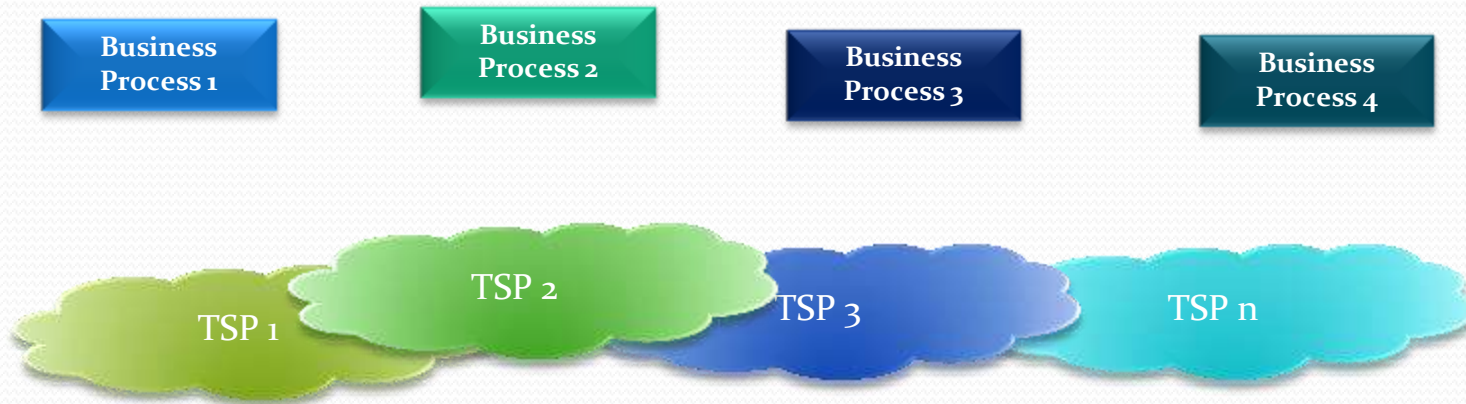 Business
Process 1
Business
Process 2
Business
Process 3
Business
Process 4
TSP 1
TSP 2
TSP 3
TSP n